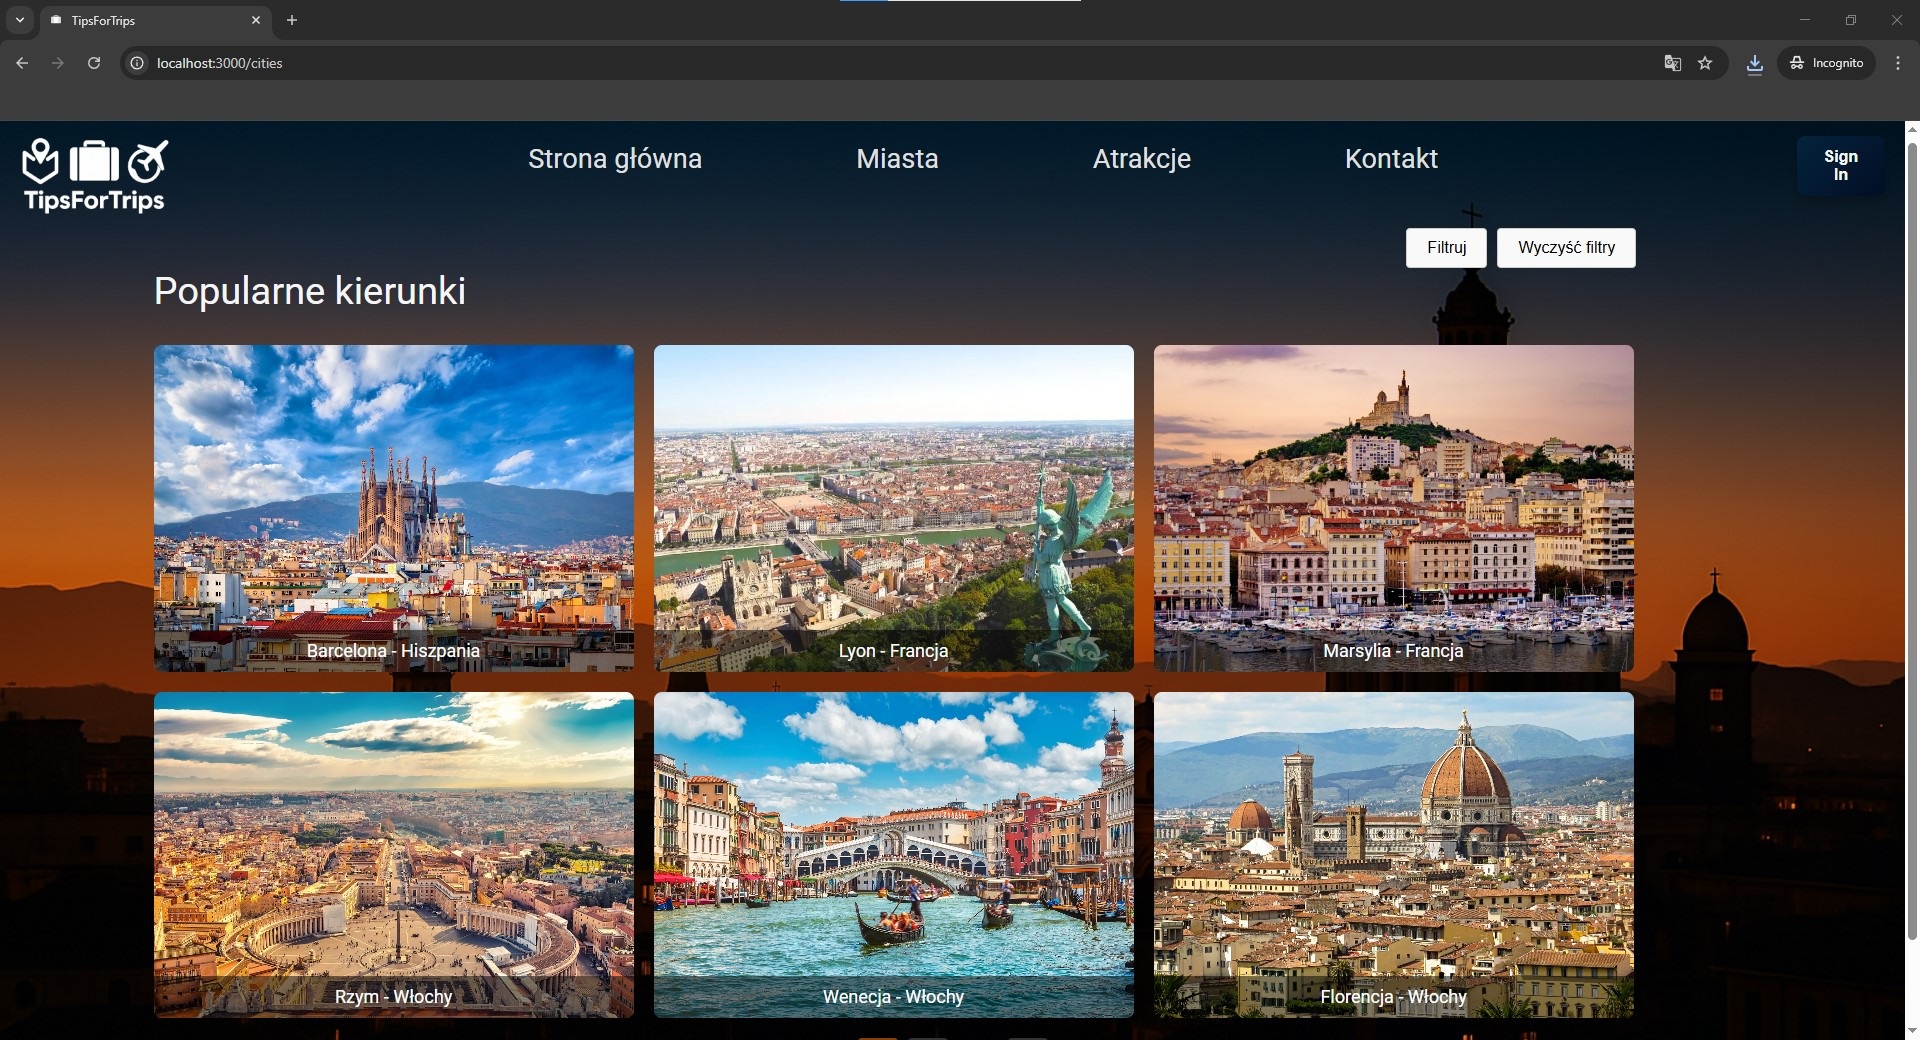 TipsForTrips
localhost:3000/cities
Incognito
TipsForTrips
Strona główna
Miasta
Atrakcje
Kontakt
Sign
In
Filtruj
Wyczyść filtry
Popularne kierunki
Barcelona - Hiszpania
Lyon - Francja
Marsylia - Francja
Rzym - Włochy
Wenecja - Włochy
Florencja - Włochy